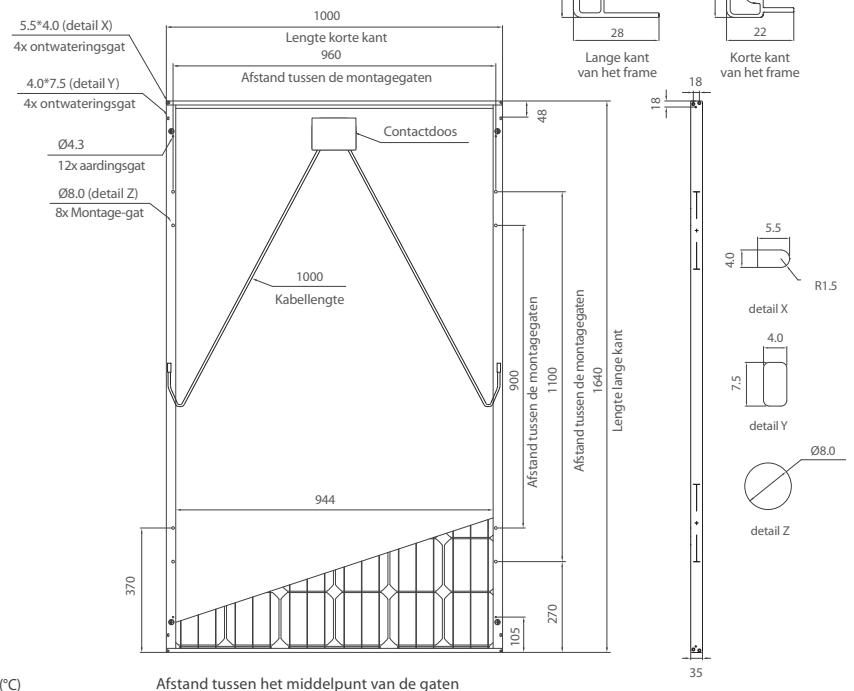 5.5*4.0 (detail X)
4x ontwateringsgat
4.0*7.5 (detail Y)
4x ontwateringsgat
Ø4.3
12x aardingsgat
Ø8.0 (detail Z)
8x Montage-gat
1000
Lengte korte kant
960
Afstand tussen de montagegaten
48
Contactdoos
1000
Kabellengte
900
Afstand tussen de montagegaten
1100
Afstand tussen de montagegaten
1640
Lengte lange kant
944
370
270
105
28
Lange kant
van het frame
22
Korte kant
van het frame
18
18
35
5.5
4.0
R1.5
detail X
4.0
7.5
detail Y
Ø8.0
detail Z
(°C)
Afstand tussen het middelpunt van de gaten